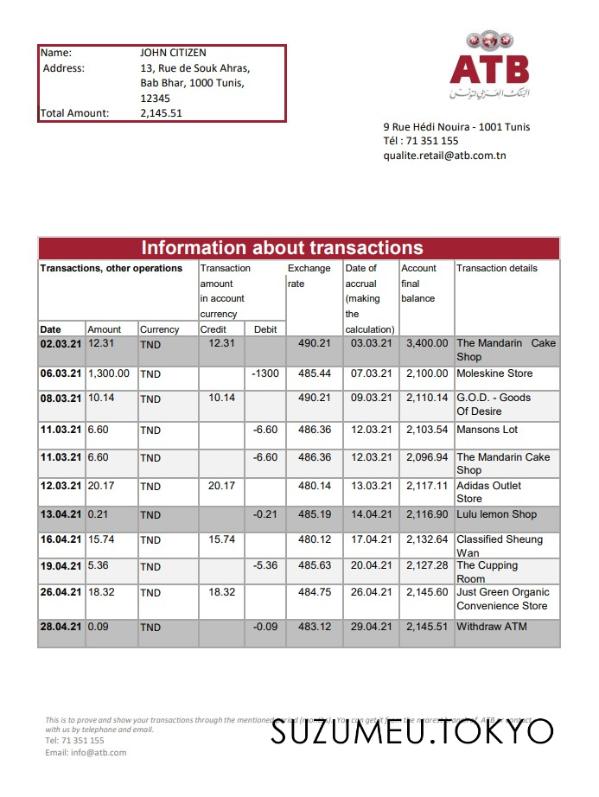 Name: JOHN CITIZEN
Address: 13, Rue de Souk Ahras,
Bab Bhar, 1000 Tunis,
12345
Total Amount: 2,145.51
ATB
البنك العربي لتونس
9 Rue Hédi Nouira - 1001 Tunis
Tél : 71 351 155
qualite.retail@atb.com.tn
Information about transactions
Transactions, other operations Transaction amount in account currency Exchange rate Date of accrual (making the calculation) Account final balance Transaction details
Date Amount Currency Credit Debit
02.03.21 12.31 TND 12.31 490.21 03.03.21 3,400.00 The Mandarin Cake
Shop
06.03.21 1,300.00 TND -1300 485.44 07.03.21 2,100.00 Moleskine Store
08.03.21 10.14 TND 10.14 490.21 09.03.21 2,110.14 G.O.D. - Goods
Of Desire
11.03.21 6.60 TND -6.60 486.36 12.03.21 2,103.54 Mansons Lot
11.03.21 6.60 TND -6.60 486.36 12.03.21 2,096.94 The Mandarin Cake
Shop
12.03.21 20.17 TND 20.17 480.14 13.03.21 2,117.11 Adidas Outlet
Store
13.04.21 0.21 TND -0.21 485.19 14.04.21 2,116.90 Lulu lemon Shop
16.04.21 15.74 TND 15.74 480.12 17.04.21 2,132.64 Classified Sheung
Wan
19.04.21 5.36 TND -5.36 485.63 20.04.21 2,127.28 The Cupping
Room
26.04.21 18.32 TND 18.32 484.75 26.04.21 2,145.60 Just Green Organic
Convenience Store
28.04.21 0.09 TND -0.09 483.12 29.04.21 2,145.51 Withdraw ATM
This is to prove and show your transactions through the mentioned period (months). You can get it from the nearest branch of ATB or contact
with us by telephone and email.
Tel: 71 351 155
Email: info@atb.com
SUZUMEU.TOKYO